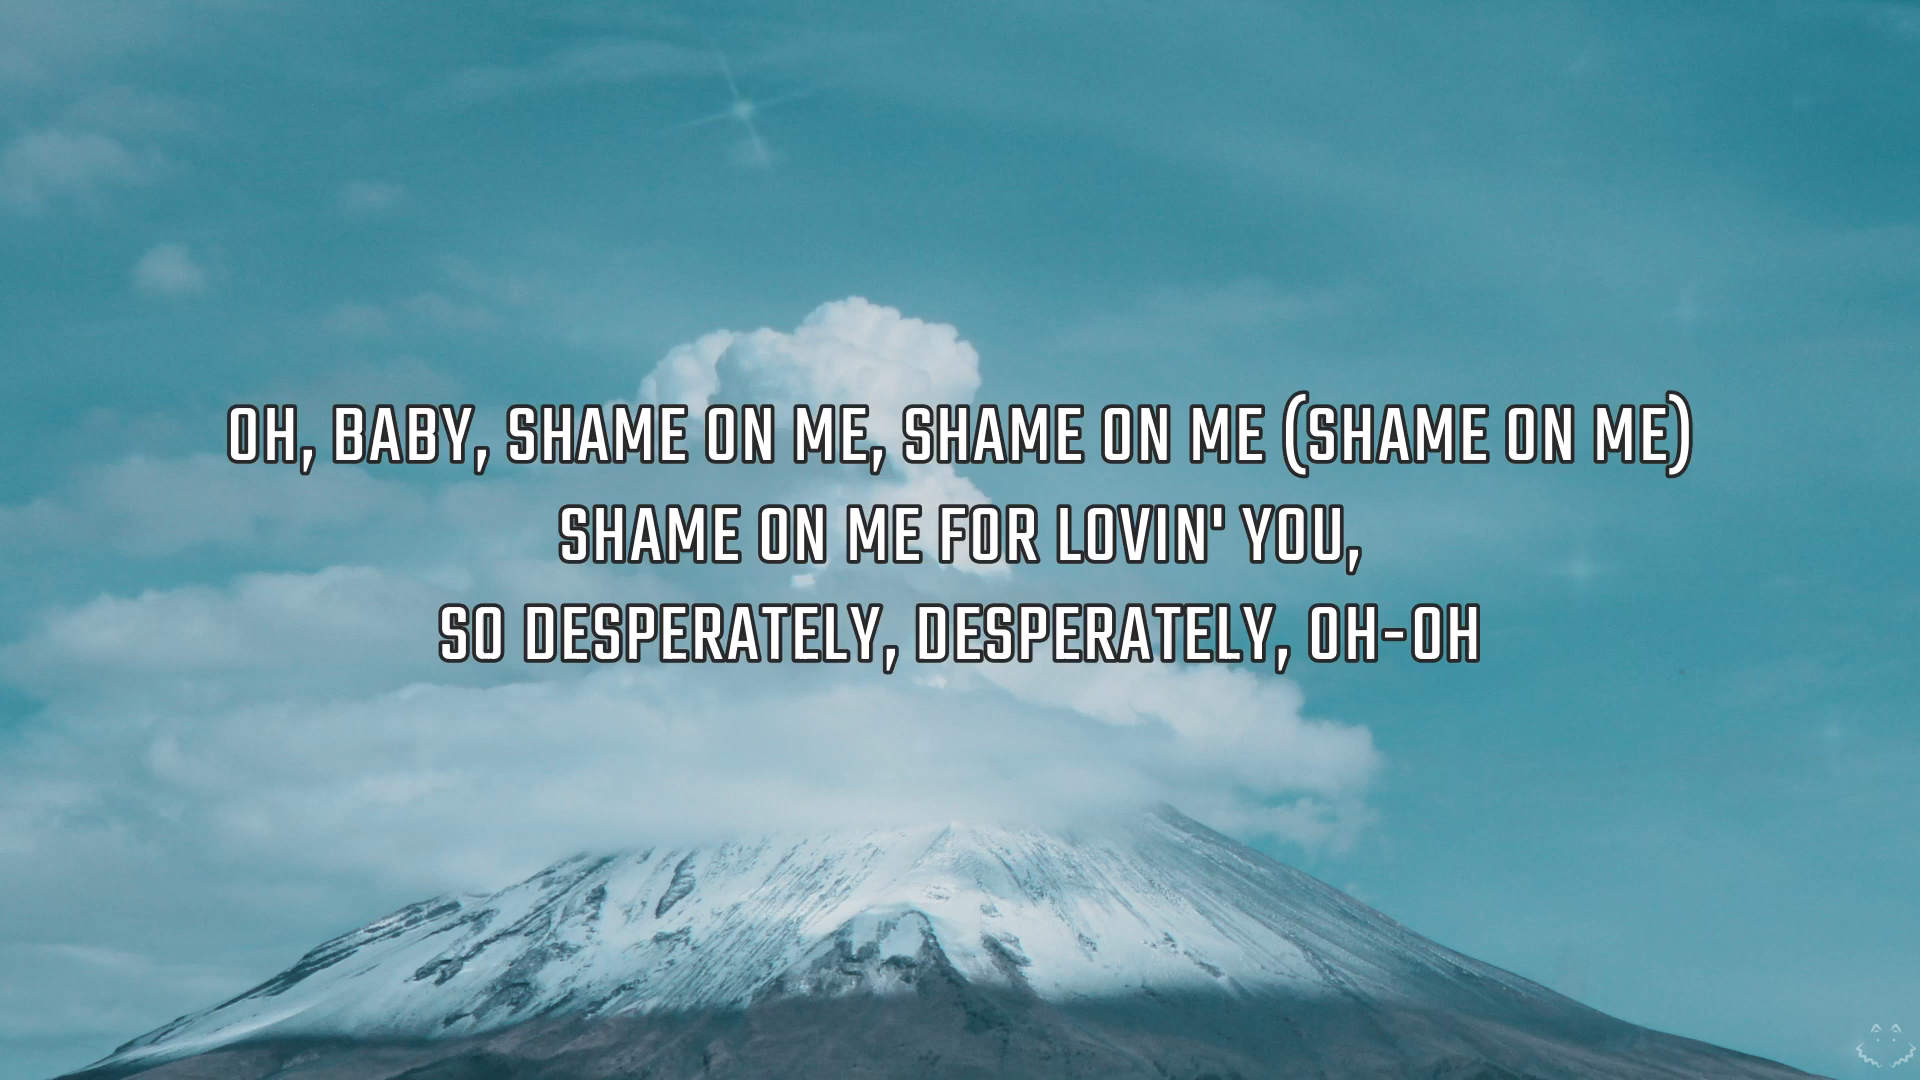 OH, BABY, SHAME ON ME, SHAME ON ME (SHAME ON ME)
SHAME ON ME FOR LOVIN' YOU,
SO DESPERATELY, DESPERATELY, OH-OH